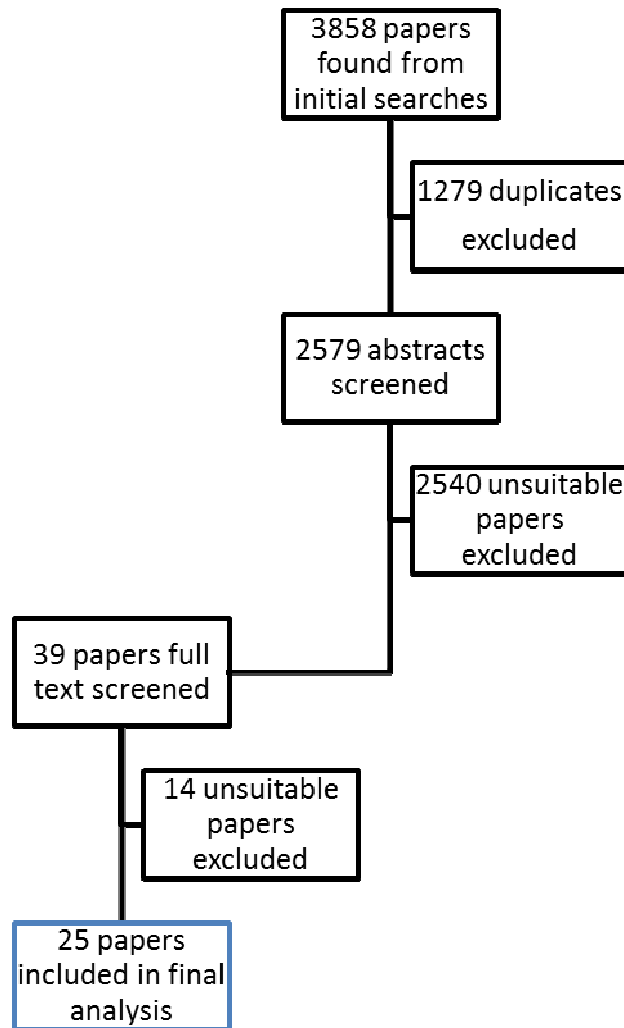 3858 papers
found from
initial searches
1279 duplicates
excluded
2579 abstracts
screened
2540 unsuitable
papers
excluded
39 papers full
text screened
14 unsuitable
papers
excluded
25 papers
included in final
analysis